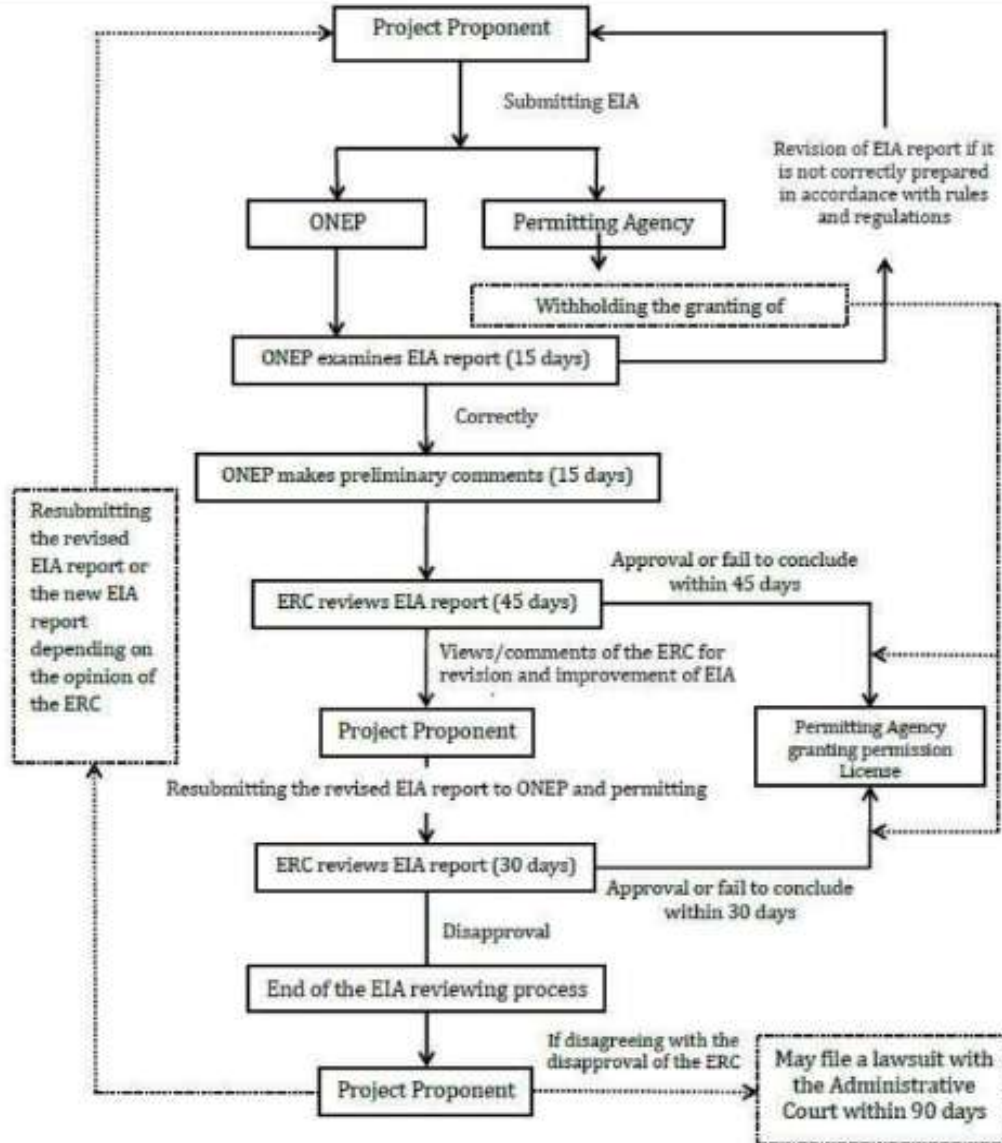 Project Proponent
Submitting EIA
Revision of EIA report if it
is not correctly prepared
in accordance with rules
and regulations
ONEP
Permitting Agency
Withholding the granting of
ONEP examines EIA report (15 days)
Correctly
ONEP makes preliminary comments (15 days)
Resubmitting
the revised
EIA report or
the new EIA
report
depending on
the opinion of
the ERC
Approval or fail to conclude
within 45 days
ERC reviews EIA report (45 days)
Views/comments of the ERC for
revision and improvement of EIA
Project Proponent
Permitting Agency
granting permission
License
Resubmitting the revised EIA report to ONEP and permitting
ERC reviews EIA report (30 days)
Approval or fail to conclude
within 30 days
Disapproval
End of the EIA reviewing process
If disagreeing with the
disapproval of the ERC
Project Proponent
May file a lawsuit with
the Administrative
Court within 90 days